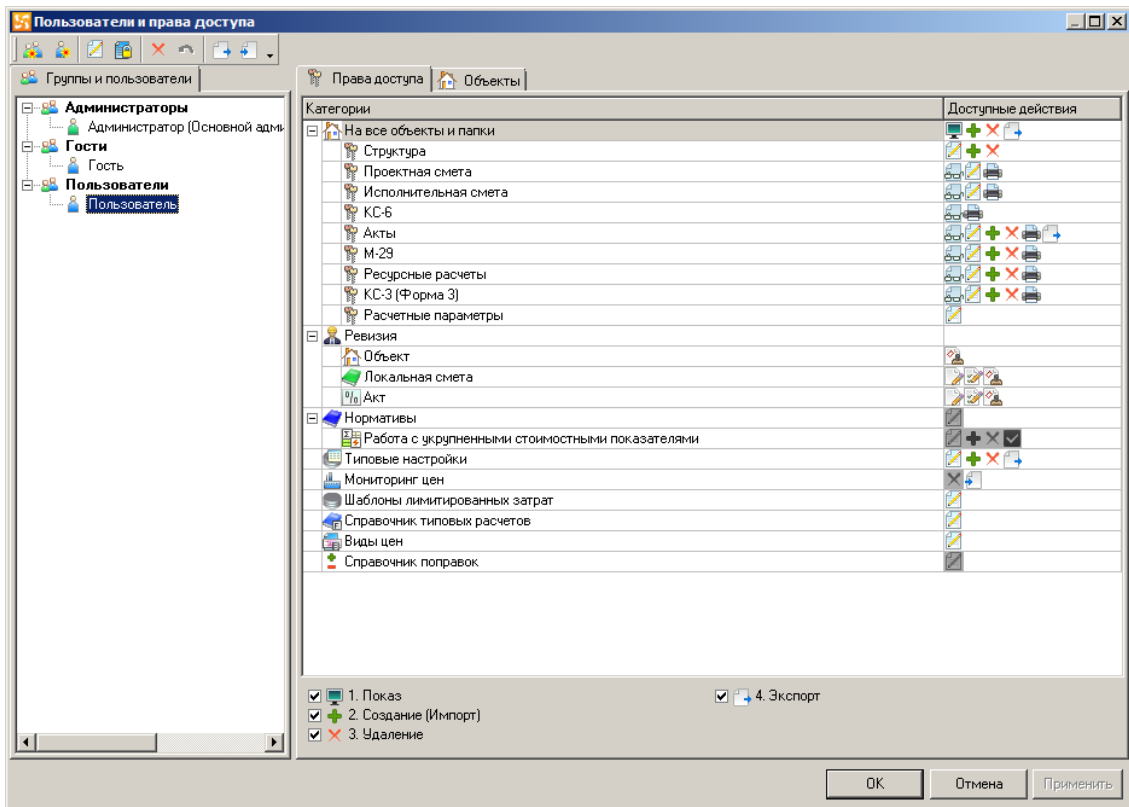 Пользователи и права доступа
Группы и пользователи
Права доступа
Объекты
Администраторы
Администратор (Основной адми
Гости
Гость
Пользователи
Пользователь
Категории
Доступные действия
На все объекты и папки
Структура
Проектная смета
Исполнительная смета
КС-6
Акты
М-29
Ресурсные расчеты
КС-3 (Форма 3)
Расчетные параметры
Ревизия
Объект
Локальная смета
Акт
Нормативы
Работа с укрупненными стоимостными показателями
Типовые настройки
Мониторинг цен
Шаблоны лимитированных затрат
Справочник типовых расчетов
Виды цен
Справочник поправок
1. Показ
4. Экспорт
2. Создание (Импорт)
3. Удаление
OK
Отмена
Применить